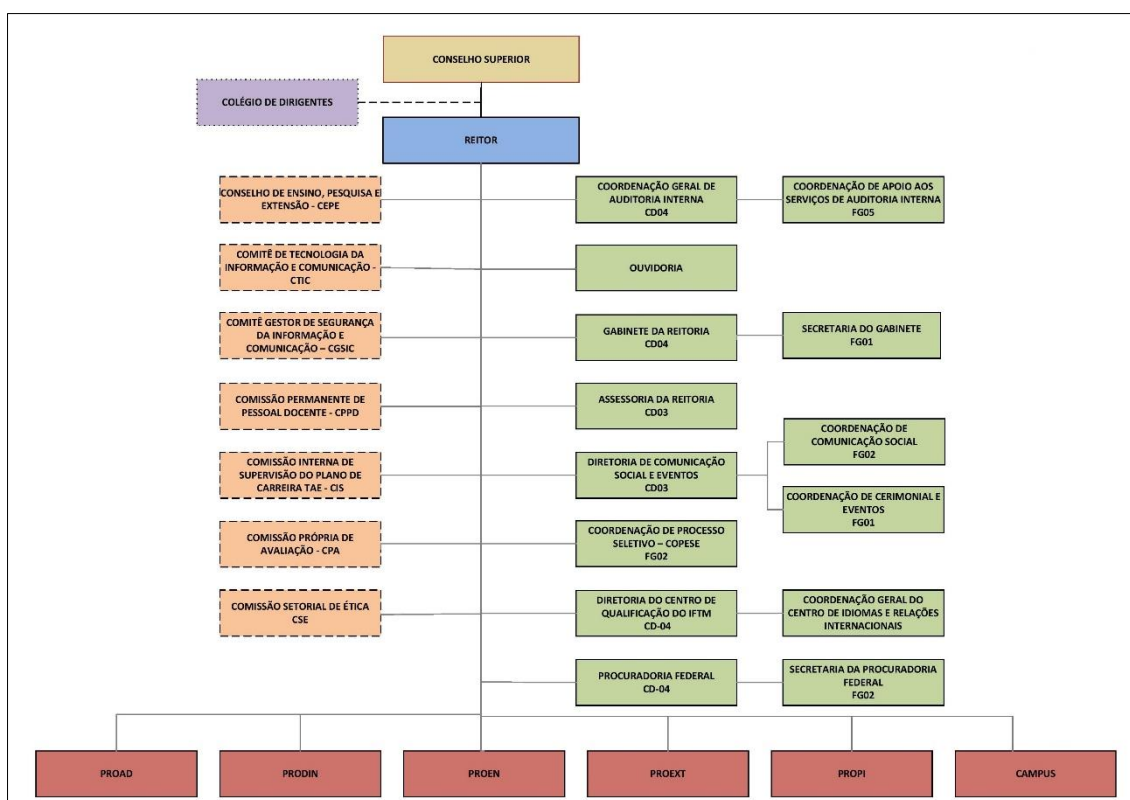 CONSELHO SUPERIOR
COLÉGIO DE DIRIGENTES
REITOR
CONSELHO DE ENSINO, PESQUISA E
EXTENSÃO - CEPE
COORDENAÇÃO GERAL DE
AUDITORIA INTERNA
CD04
COORDENAÇÃO DE APOIO AOS
SERVIÇOS DE AUDITORIA INTERNA
FG05
COMITÊ DE TECNOLOGIA DA
INFORMAÇÃO E COMUNICAÇÃO -
CTIC
OUVIDORIA
COMITÊ GESTOR DE SEGURANÇA
DA INFORMAÇÃO E
COMUNICAÇÃO – CGSIC
GABINETE DA REITORIA
CD04
SECRETARIA DO GABINETE
FG01
COMISSÃO PERMANENTE DE
PESSOAL DOCENTE - CPPD
ASSESSORIA DA REITORIA
CD03
COORDENAÇÃO DE
COMUNICAÇÃO SOCIAL
FG02
COMISSÃO INTERNA DE
SUPERVISÃO DO PLANO DE
CARREIRA TAE - CIS
DIRETORIA DE COMUNICAÇÃO
SOCIAL E EVENTOS
CD03
COORDENAÇÃO DE CERIMONIAL E
EVENTOS
FG01
COMISSÃO PRÓPRIA DE
AVALIAÇÃO - CPA
COORDENAÇÃO DE PROCESSO
SELETIVO – COPESE
FG02
COMISSÃO SETORIAL DE ÉTICA
CSE
DIRETORIA DO CENTRO DE
QUALIFICAÇÃO DO IFTM
CD-04
COORDENAÇÃO GERAL DO
CENTRO DE IDIOMAS E RELAÇÕES
INTERNACIONAIS
PROCURADORIA FEDERAL
CD-04
SECRETARIA DA PROCURADORIA
FEDERAL
FG02
PROAD
PRODIN
PROEN
PROEXT
PROPI
CAMPUS